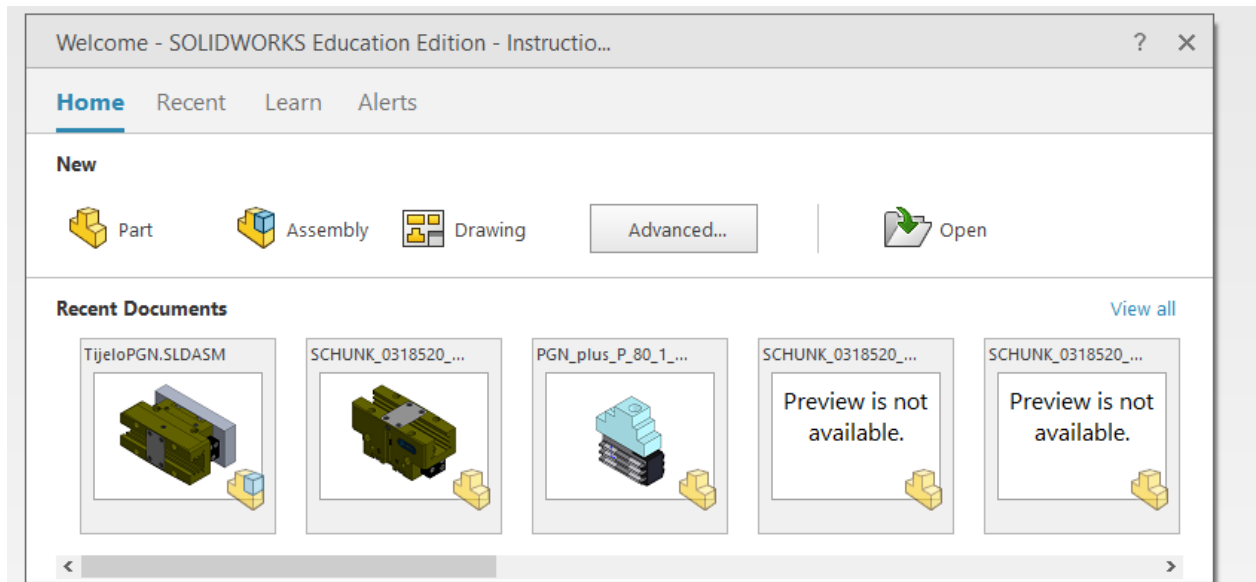 Welcome - SOLIDWORKS Education Edition - Instructio...
?
Home Recent Learn Alerts
New
Part Assembly Drawing Advanced... Open
Recent Documents View all
TijeloPGN.SLDASM SCHUNK_0318520_... PGN_plus_P_80_1_... SCHUNK_0318520_... SCHUNK_0318520_...
Preview is not Preview is not
available. available.